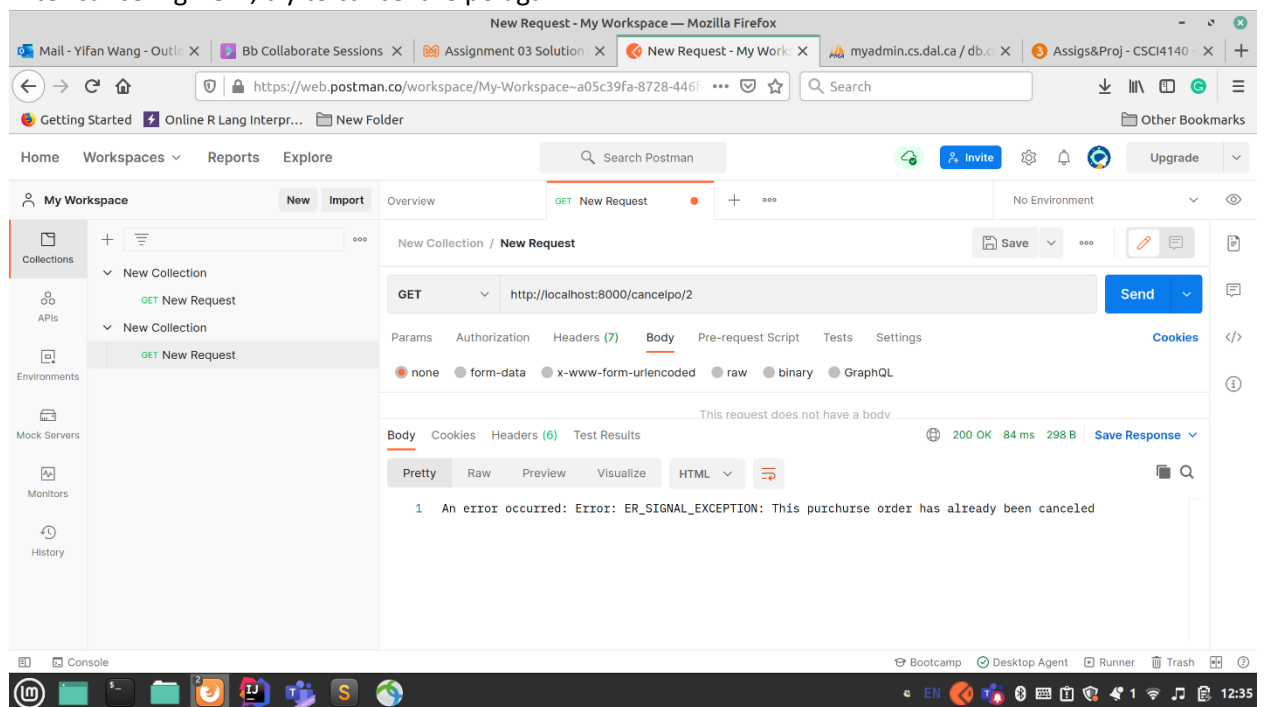 New Request - My Workspace — Mozilla Firefox
Mail - Yifan Wang - Outlo
Bb Collaborate Sessions
Assignment 03 Solution
New Request - My Works
myadmin.cs.dal.ca / db.c
Assigs&Proj - CSCI4140 -
https://web.postman.co/workspace/My-Workspace~a05c39fa-8728-446f-
Search
Getting Started
Online R Lang Interpr...
New Folder
Other Bookmarks
Home
Workspaces
Reports
Explore
Search Postman
Invite
Upgrade
My Workspace
New
Import
Overview
GET New Request
No Environment
Collections
New Collection
GET New Request
New Collection
GET New Request
APIs
Environments
Mock Servers
Monitors
History
New Collection / New Request
Save
GET
http://localhost:8000/cancelpo/2
Send
Params
Authorization
Headers (7)
Body
Pre-request Script
Tests
Settings
Cookies
none
form-data
x-www-form-urlencoded
raw
binary
GraphQL
This request does not have a body
Body
Cookies
Headers (6)
Test Results
200 OK
84 ms
298 B
Save Response
Pretty
Raw
Preview
Visualize
HTML
1 An error occurred: Error: ER_SIGNAL_EXCEPTION: This purchurse order has already been canceled
Console
Bootcamp
Desktop Agent
Runner
Trash
2
EN
1
12:35